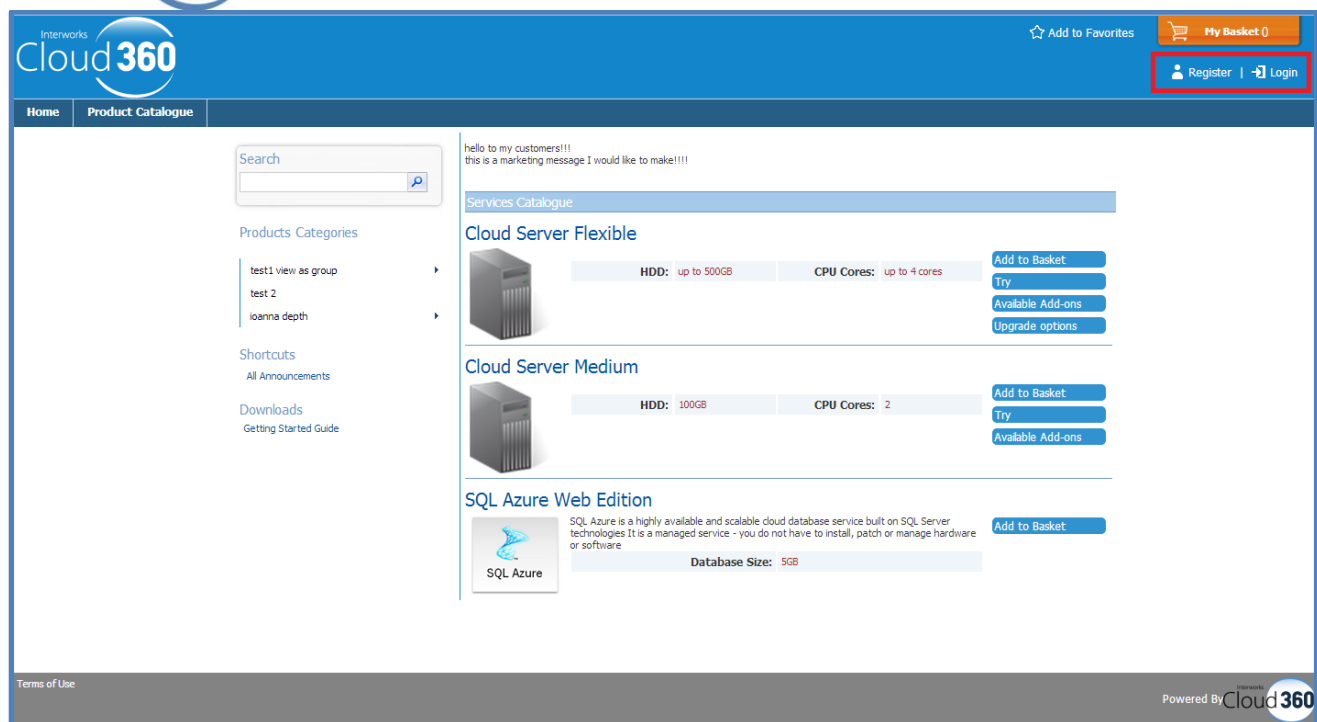 Interworks
Cloud 360
Add to Favorites
My Basket ()
Register | Login
Home
Product Catalogue
Search
Products Categories
test1 view as group
test 2
ioanna depth
Shortcuts
All Announcements
Downloads
Getting Started Guide
hello to my customers!!!
this is a marketing message I would like to make!!!!
Services Catalogue
Cloud Server Flexible
HDD: up to 500GB CPU Cores: up to 4 cores
Add to Basket
Try
Available Add-ons
Upgrade options
Cloud Server Medium
HDD: 100GB CPU Cores: 2
Add to Basket
Try
Available Add-ons
SQL Azure Web Edition
SQL Azure
SQL Azure is a highly available and scalable cloud database service built on SQL Server
technologies It is a managed service - you do not have to install, patch or manage hardware
or software
Database Size: 5GB
Add to Basket
Terms of Use
Powered By
Interworks
Cloud 360